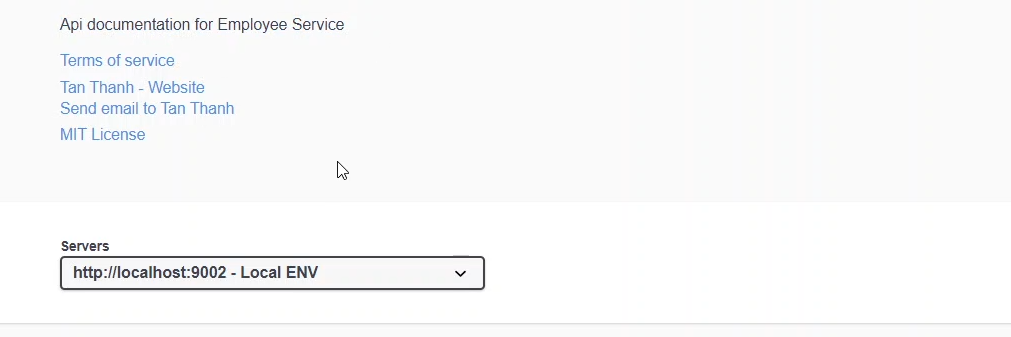 Api documentation for Employee Service
Terms of service
Tan Thanh - Website
Send email to Tan Thanh
MIT License
Servers
http://localhost:9002 - Local ENV